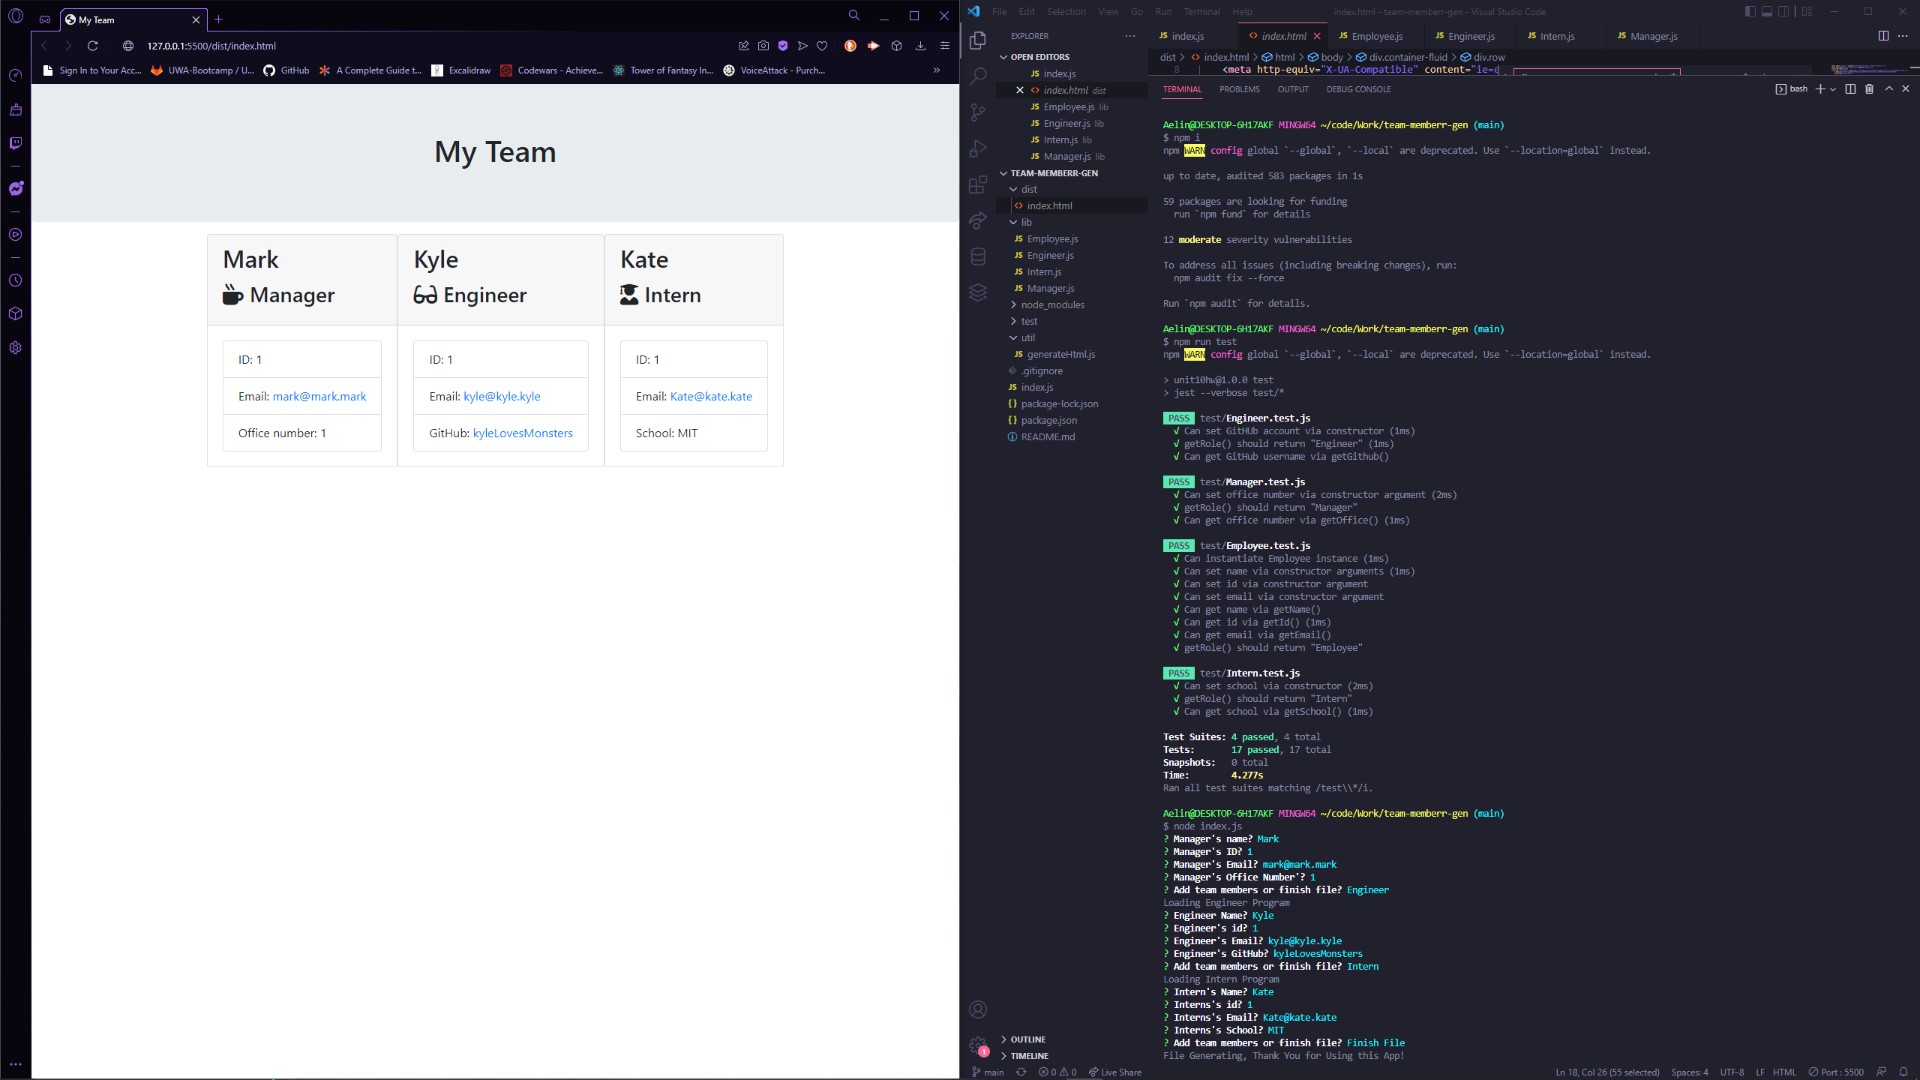 My Team
127.0.0.1:5500/dist/index.html
Sign In to Your Acc... UWA-Bootcamp / U... GitHub A Complete Guide t... Excalidraw Codewars - Achieve... Tower of Fantasy In... VoiceAttack - Purch... »
My Team
Mark
Manager
ID: 1
Email: mark@mark.mark
Office number: 1
Kyle
Engineer
ID: 1
Email: kyle@kyle.kyle
GitHub: kyleLovesMonsters
Kate
Intern
ID: 1
Email: Kate@kate.kate
School: MIT
File Edit Selection View Go Run Terminal Help index.html - team-memberr-gen - Visual Studio Code
EXPLORER
OPEN EDITORS
JS index.js
index.html dist
JS Employee.js lib
JS Engineer.js lib
JS Intern.js lib
JS Manager.js lib
TEAM-MEMBERR-GEN
dist
index.html
lib
JS Employee.js
JS Engineer.js
JS Intern.js
JS Manager.js
node_modules
test
util
JS generateHtml.js
.gitignore
JS index.js
package-lock.json
package.json
README.md
OUTLINE
TIMELINE
JS index.js index.html JS Employee.js JS Engineer.js JS Intern.js JS Manager.js
dist > index.html > html > body > div.container-fluid > div.row
8 <meta http-equiv="X-UA-Compatible" content="ie=e
TERMINAL PROBLEMS OUTPUT DEBUG CONSOLE bash
Aelin@DESKTOP-6H17AKF MINGW64 ~/code/Work/team-memberr-gen (main)
$ npm i
npm WARN config global `--global`, `--local` are deprecated. Use `--location=global` instead.
up to date, audited 583 packages in 1s
59 packages are looking for funding
run `npm fund` for details
12 moderate severity vulnerabilities
To address all issues (including breaking changes), run:
npm audit fix --force
Run `npm audit` for details.
Aelin@DESKTOP-6H17AKF MINGW64 ~/code/Work/team-memberr-gen (main)
$ npm run test
npm WARN config global `--global`, `--local` are deprecated. Use `--location=global` instead.
> unit10hw@1.0.0 test
> jest --verbose test/*
PASS test/Engineer.test.js
√ Can set GitHUb account via constructor (1ms)
√ getRole() should return "Engineer" (1ms)
√ Can get GitHub username via getGithub()
PASS test/Manager.test.js
√ Can set office number via constructor argument (2ms)
√ getRole() should return "Manager"
√ Can get office number via getOffice() (1ms)
PASS test/Employee.test.js
√ Can instantiate Employee instance (1ms)
√ Can set name via constructor arguments (1ms)
√ Can set id via constructor argument
√ Can set email via constructor argument
√ Can get name via getName()
√ Can get id via getId() (1ms)
√ Can get email via getEmail()
√ getRole() should return "Employee"
PASS test/Intern.test.js
√ Can set school via constructor (2ms)
√ getRole() should return "Intern"
√ Can get school via getSchool() (1ms)
Test Suites: 4 passed, 4 total
Tests: 17 passed, 17 total
Snapshots: 0 total
Time: 4.277s
Ran all test suites matching /test\\*/i.
Aelin@DESKTOP-6H17AKF MINGW64 ~/code/Work/team-memberr-gen (main)
$ node index.js
? Manager's name? Mark
? Manager's ID? 1
? Manager's Email? mark@mark.mark
? Manager's Office Number'? 1
? Add team members or finish file? Engineer
Loading Engineer Program
? Engineer Name? Kyle
? Engineer's id? 1
? Engineer's Email? kyle@kyle.kyle
? Engineer's GitHub? kyleLovesMonsters
? Add team members or finish file? Intern
Loading Intern Program
? Intern's Name? Kate
? Interns's id? 1
? Interns's Email? Kate@kate.kate
? Interns's School? MIT
? Add team members or finish file? Finish File
File Generating, Thank You for Using this App!
1
main 0 0 Live Share Ln 18, Col 26 (55 selected) Spaces: 4 UTF-8 LF HTML Port : 5500